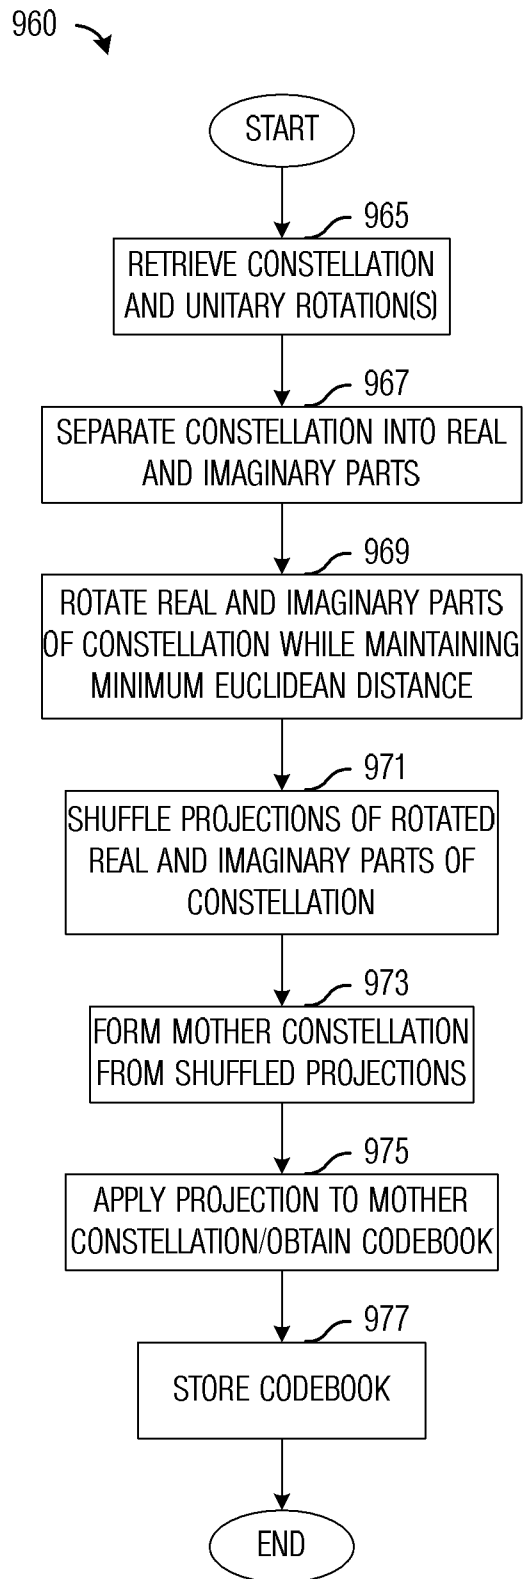 960
START
965
RETRIEVE CONSTELLATION
AND UNITARY ROTATION(S)
967
SEPARATE CONSTELLATION INTO REAL
AND IMAGINARY PARTS
969
ROTATE REAL AND IMAGINARY PARTS
OF CONSTELLATION WHILE MAINTAINING
MINIMUM EUCLIDEAN DISTANCE
971
SHUFFLE PROJECTIONS OF ROTATED
REAL AND IMAGINARY PARTS OF
CONSTELLATION
973
FORM MOTHER CONSTELLATION
FROM SHUFFLED PROJECTIONS
975
APPLY PROJECTION TO MOTHER
CONSTELLATION/OBTAIN CODEBOOK
977
STORE CODEBOOK
END